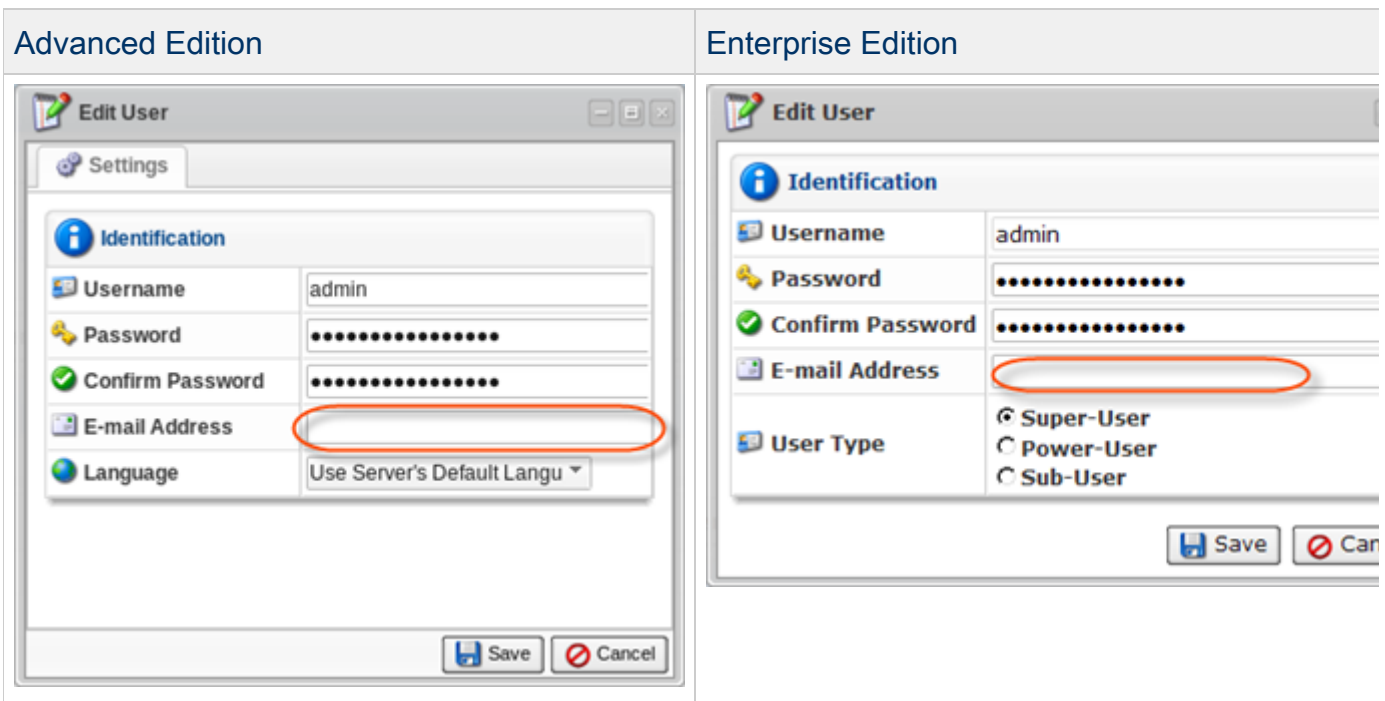 Advanced Edition
Edit User
Settings
Identification
Username admin
Password ••••••••••••••••
Confirm Password ••••••••••••••••
E-mail Address
Language Use Server's Default Langu
Save Cancel
Enterprise Edition
Edit User
Identification
Username admin
Password ••••••••••••••••
Confirm Password ••••••••••••••••
E-mail Address
User Type Super-User
Power-User
Sub-User
Save Can